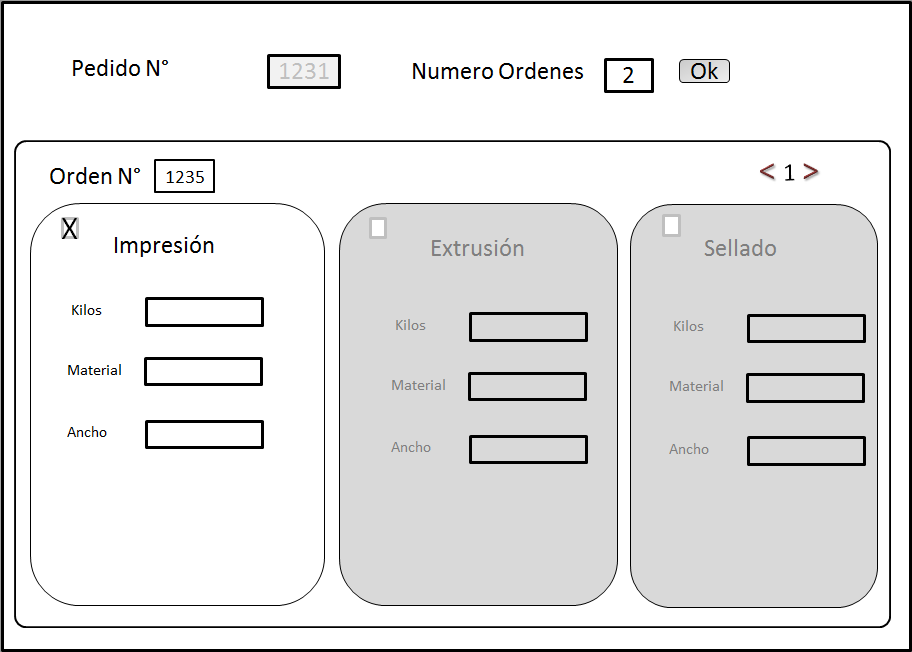 Pedido N° 1231 Numero Ordenes 2 Ok
Orden N° 1235 < 1 >
X
Impresión Extrusión Sellado
Kilos Kilos Kilos
Material Material Material
Ancho Ancho Ancho